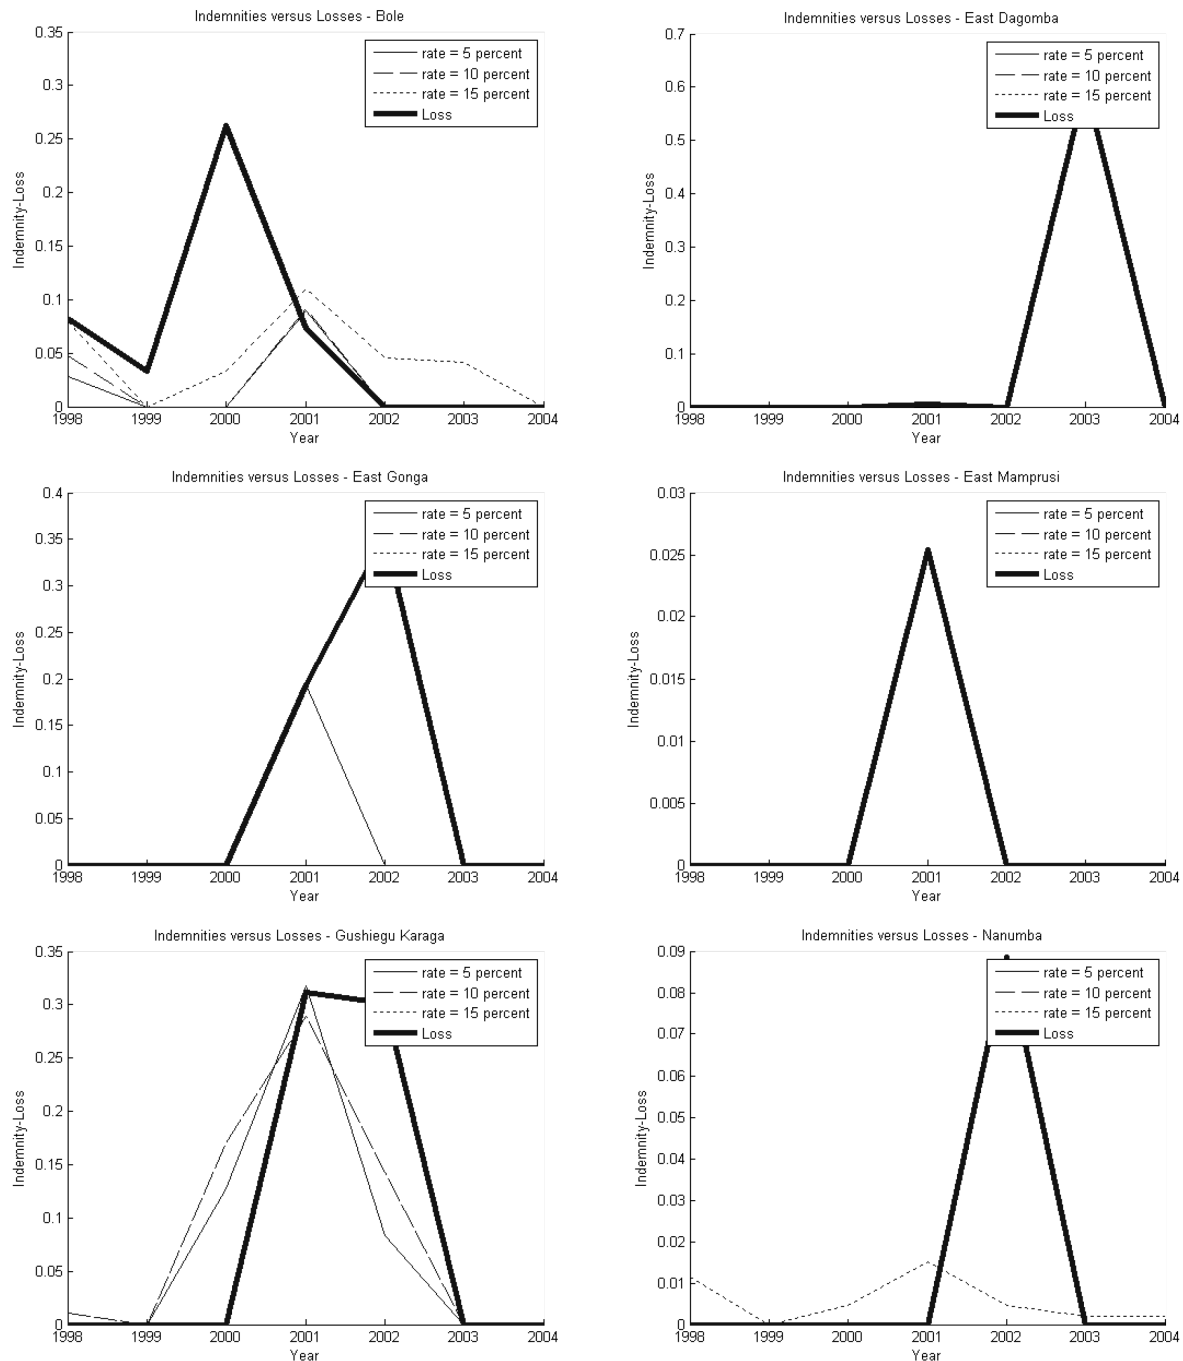 Indemnities versus Losses - Bole
0.35
0.3
0.25
0.2
0.15
0.1
0.05
0
Indemnity-Loss
rate = 5 percent
rate = 10 percent
rate = 15 percent
Loss
1998 1999 2000 2001 2002 2003 2004
Year
Indemnities versus Losses - East Dagomba
0.7
0.5
0.4
0.3
0.2
0.1
0
0.6
Indemnity-Loss
rate = 5 percent
rate = 10 percent
rate = 15 percent
Loss
1998 1999 2000 2001 2002 2003 2004
Year
Indemnities versus Losses - East Gonga
0.4
0.35
0.3
0.25
0.2
0.15
0.1
0.05
0
Indemnity-Loss
rate = 5 percent
rate = 10 percent
rate = 15 percent
Loss
1998 1999 2000 2001 2002 2003 2004
Year
Indemnities versus Losses - East Mamprusi
0.03
0.025
0.02
0.015
0.01
0.005
0
Indemnity-Loss
rate = 5 percent
rate = 10 percent
rate = 15 percent
Loss
1998 1999 2000 2001 2002 2003 2004
Year
Indemnities versus Losses - Gushiegu Karaga
0.35
0.3
0.25
0.2
0.15
0.1
0.05
0
Indemnity-Loss
rate = 5 percent
rate = 10 percent
rate = 15 percent
Loss
1998 1999 2000 2001 2002 2003 2004
Year
Indemnities versus Losses - Nanumba
0.09
0.08
0.07
0.06
0.05
0.04
0.03
0.02
0.01
0
Indemnity-Loss
rate = 5 percent
rate = 10 percent
rate = 15 percent
Loss
1998 1999 2000 2001 2002 2003 2004
Year